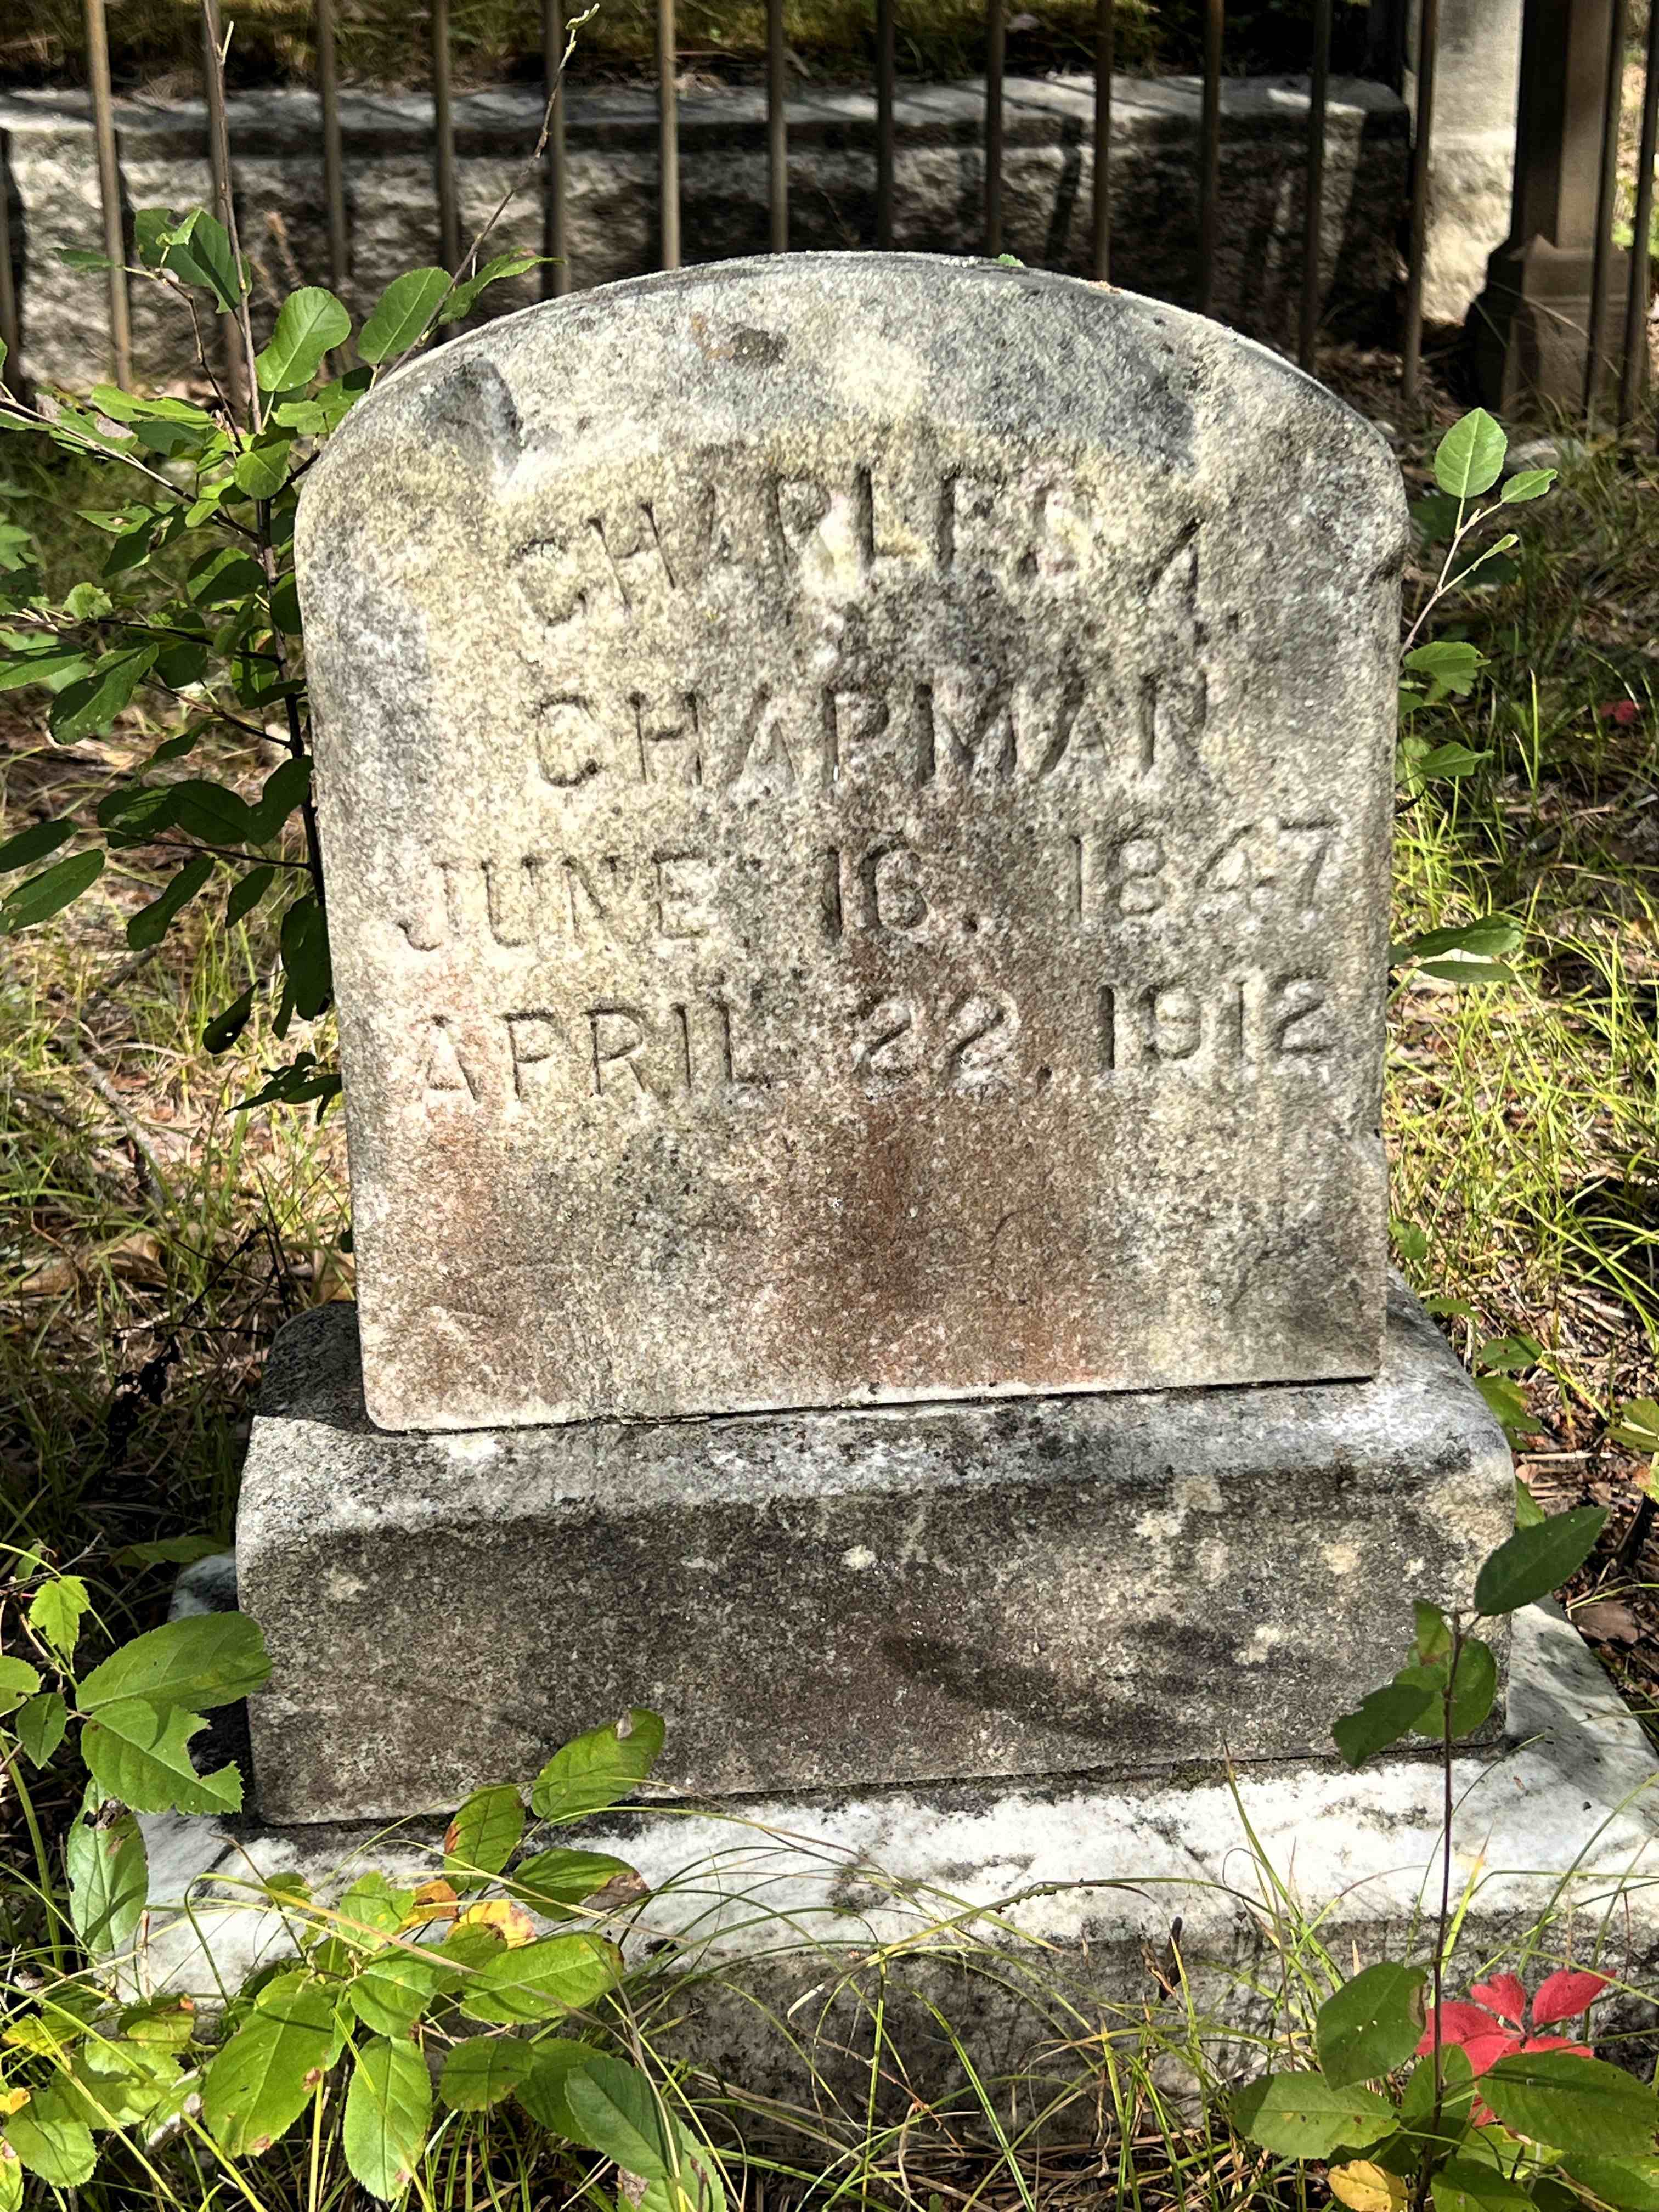 CHARLES A.
CHAPMAN
JUNE 16, 1847
APRIL 22, 1912